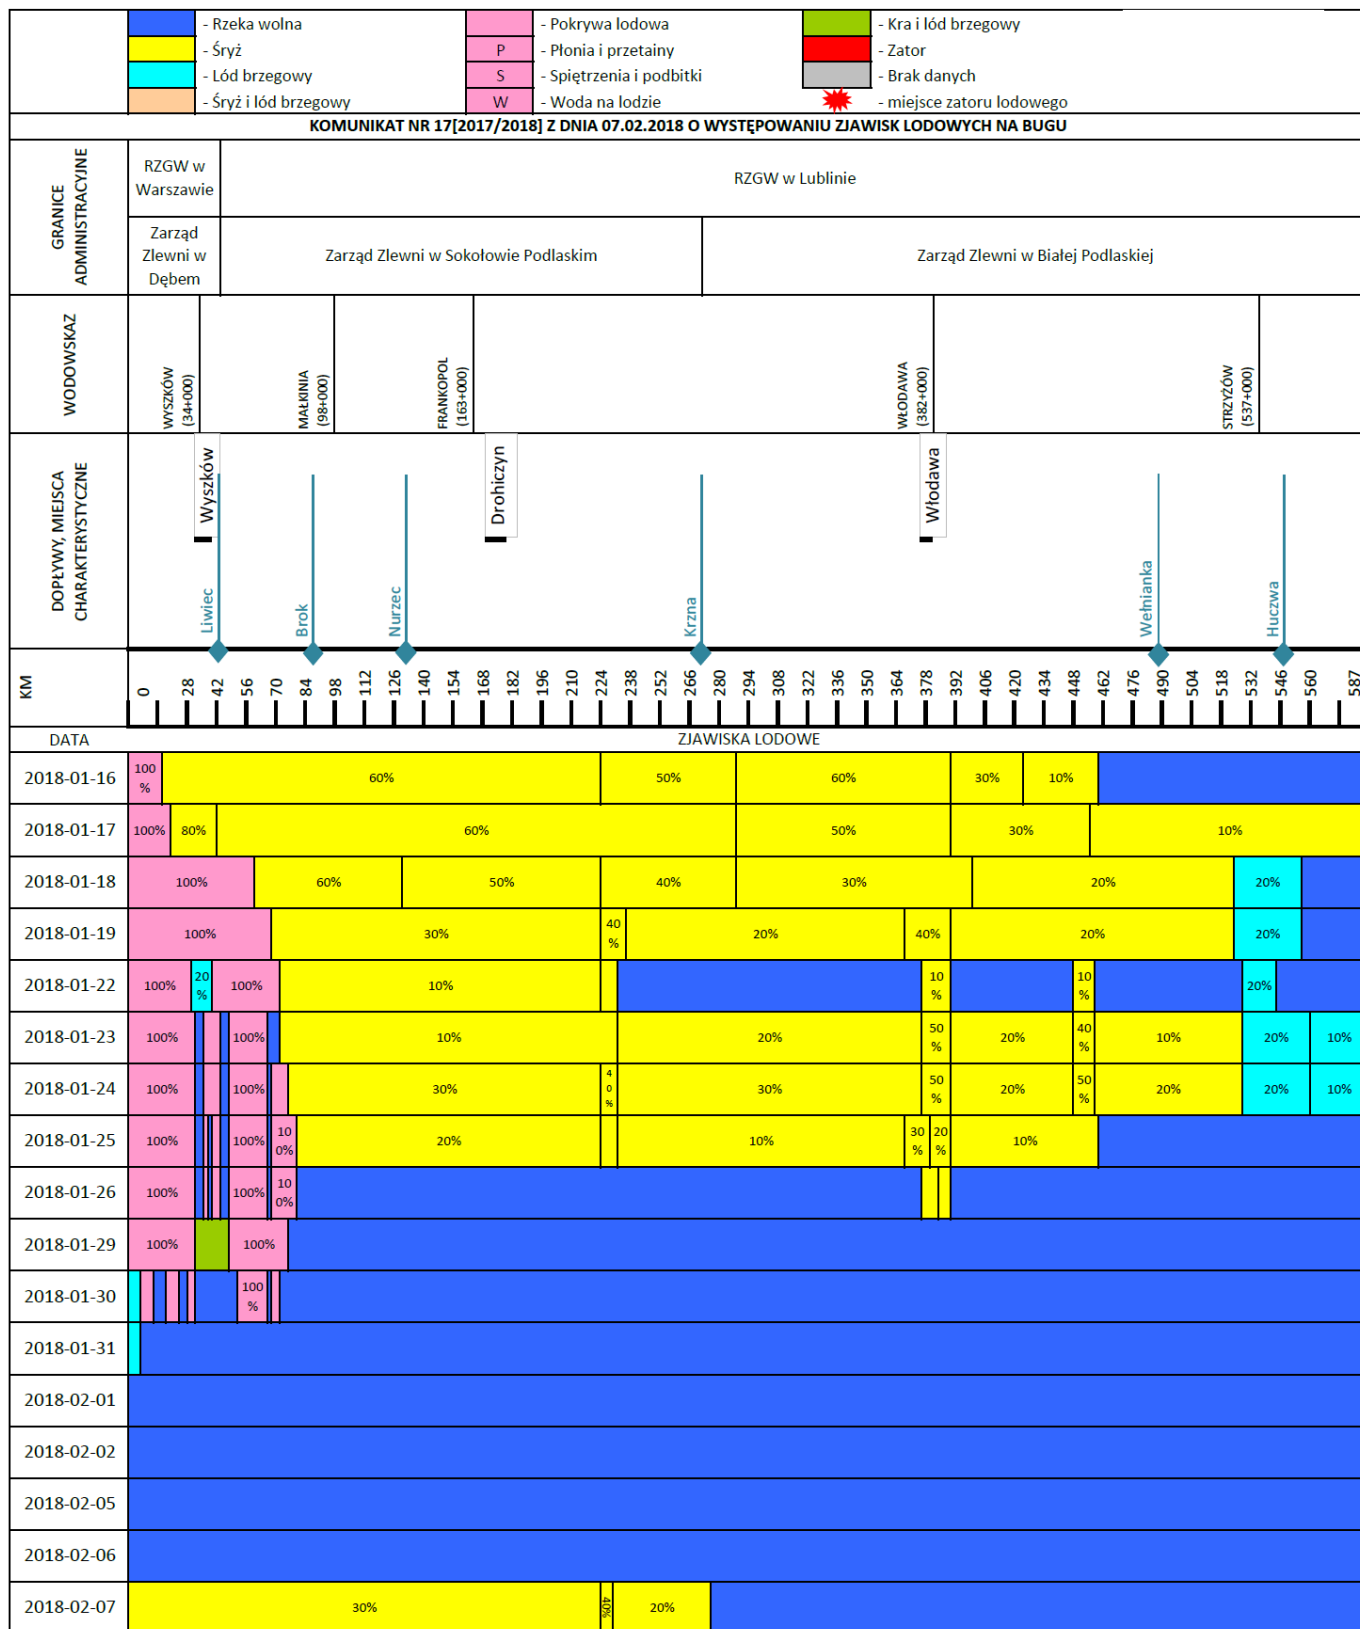 - Rzeka wolna
- Pokrywa lodowa
- Kra i lód brzegowy
- Śryż
P
- Płonia i przetainy
- Zator
- Lód brzegowy
S
- Spiętrzenia i podbitki
- Brak danych
- Śryż i lód brzegowy
W
- Woda na lodzie
- miejsce zatoru lodowego
KOMUNIKAT NR 17[2017/2018] Z DNIA 07.02.2018 O WYSTĘPOWANIU ZJAWISK LODOWYCH NA BUGU
GRANICE
ADMINISTRACYJNE
RZGW w
Warszawie
RZGW w Lublinie
Zarząd
Zlewni w
Dębem
Zarząd Zlewni w Sokołowie Podlaskim
Zarząd Zlewni w Białej Podlaskiej
WODOWSKAZ
WYSZKÓW
(34+000)
MAŁKINIA
(98+000)
FRANKOPOL
(163+000)
WŁODAWA
(382+000)
STRZYŻÓW
(537+000)
DOPŁYWY, MIEJSCA
CHARAKTERYSTYCZNE
Wyszków
Drohiczyn
Włodawa
Liwiec
Brok
Nurzec
Krzna
Wełnianka
Huczwa
KM
0 28 42 56 70 84 98 112 126 140 154 168 182 196 210 224 238 252 266 280 294 308 322 336 350 364 378 392 406 420 434 448 462 476 490 504 518 532 546 560 587
DATA
ZJAWISKA LODOWE
2018-01-16
100
%
60%
50%
60%
30%
10%
2018-01-17
100%
80%
60%
50%
30%
10%
2018-01-18
100%
60%
50%
40%
30%
20%
20%
2018-01-19
100%
30%
40
%
20%
40%
20%
20%
2018-01-22
100%
20
%
100%
10%
10
%
10
%
20%
2018-01-23
100%
100%
10%
20%
50
%
20%
40
%
10%
20%
10%
2018-01-24
100%
100%
30%
4
0
%
30%
50
%
20%
50
%
20%
20%
10%
2018-01-25
100%
100%
10
0%
20%
10%
30
%
20
%
10%
2018-01-26
100%
100%
10
0%
2018-01-29
100%
100%
2018-01-30
100
%
2018-01-31
2018-02-01
2018-02-02
2018-02-05
2018-02-06
2018-02-07
30%
40%
20%